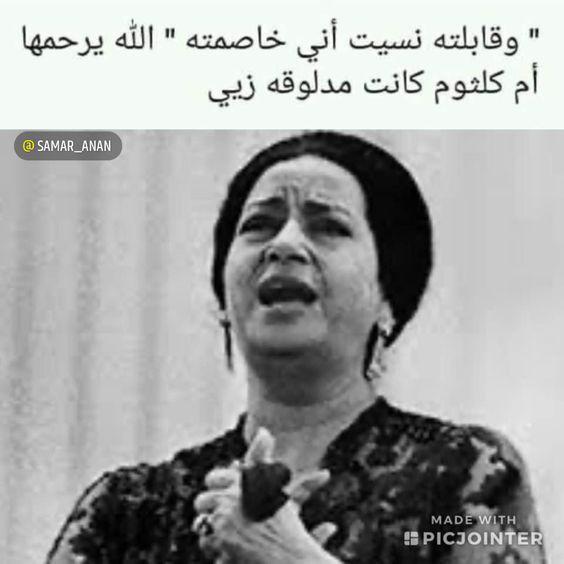 " وقابلته نسيت أني خاصمته " الله يرحمها
أم كلثوم كانت مدلوقه زيي
@SAMAR_ANAN
MADE WITH
PICJOINTER